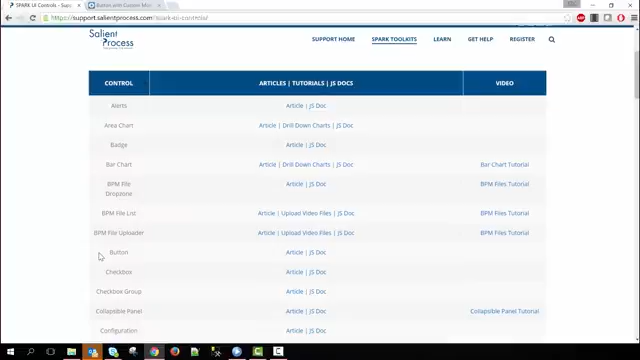 SPARK UI Controls - Supp
Button with Custom Mod
https://support.salientprocess.com/spark-ui-controls/
Salient Process
SUPPORT HOME SPARK TOOLKITS LEARN GET HELP REGISTER
CONTROL ARTICLES | TUTORIALS | JS DOCS VIDEO
Alerts Article | JS Doc
Area Chart Article | Drill Down Charts | JS Doc
Badge Article | JS Doc
Bar Chart Article | Drill Down Charts | JS Doc Bar Chart Tutorial
BPM File Dropzone Article | JS Doc BPM Files Tutorial
BPM File List Article | Upload Video Files | JS Doc BPM Files Tutorial
BPM File Uploader Article | Upload Video Files | JS Doc BPM Files Tutorial
Button Article | JS Doc
Checkbox Article | JS Doc
Checkbox Group Article | JS Doc
Collapsible Panel Article | JS Doc Collapsible Panel Tutorial
Configuration Article | JS Doc